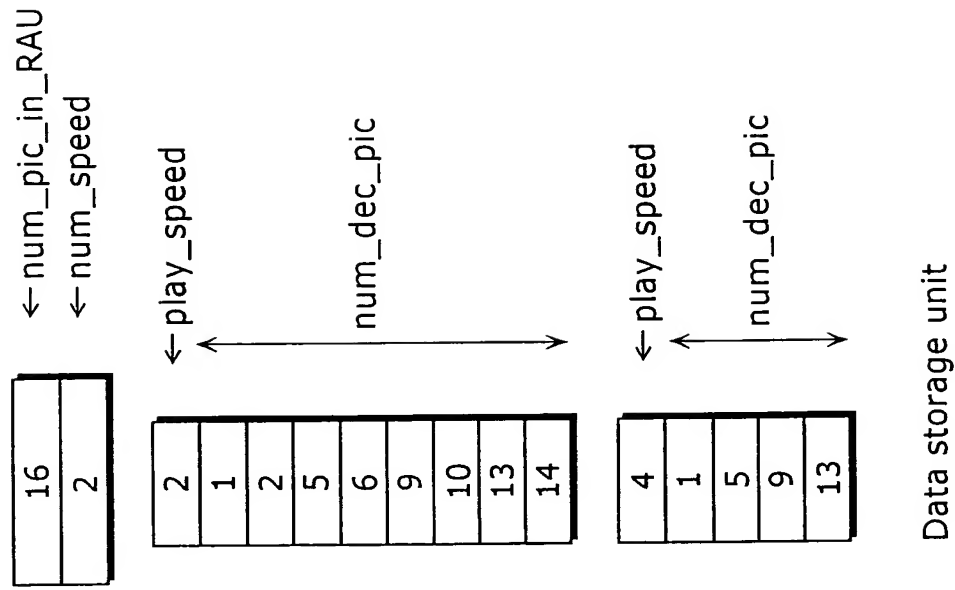 16 ← num_pic_in_RAU
2 ← num_speed
2 ← play_speed
1
2
5
6
9
10
13
14
num_dec_pic
4 ← play_speed
1
5
9
13
num_dec_pic
Data storage unit